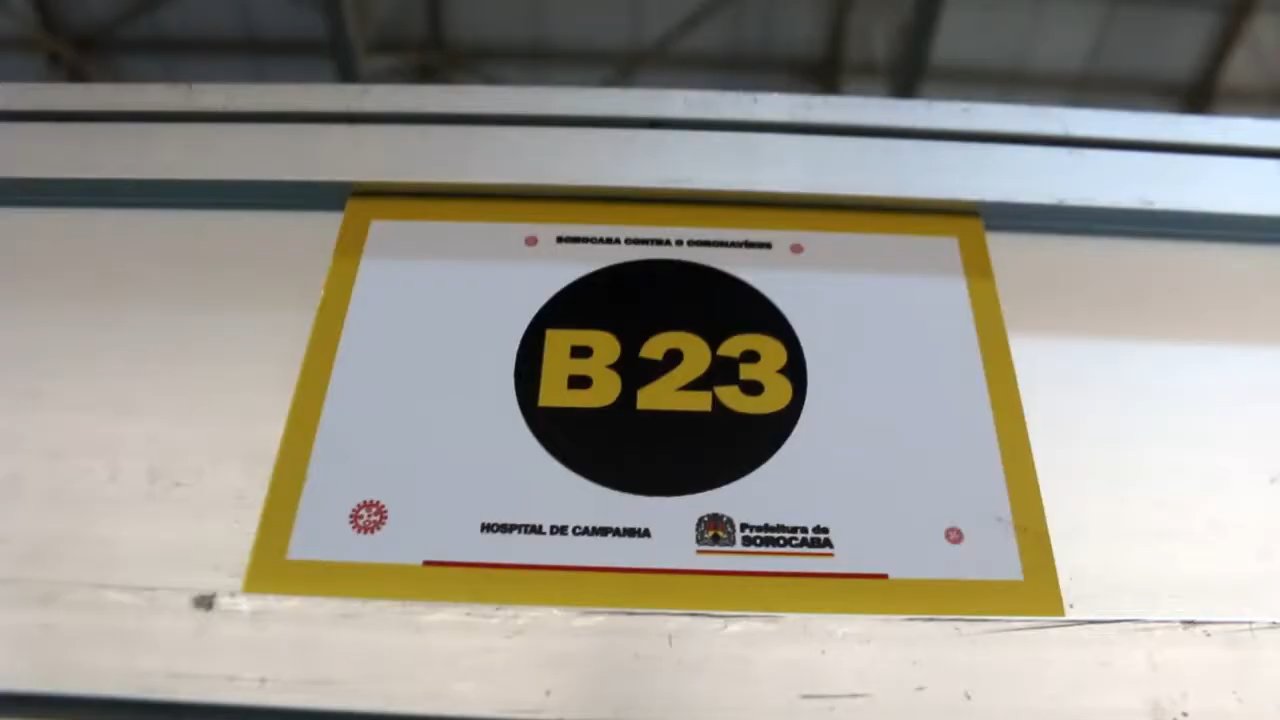 SOROCABA CONTRA O CORONAVÍRUS
B23
HOSPITAL DE CAMPANHA
Prefeitura de
SOROCABA